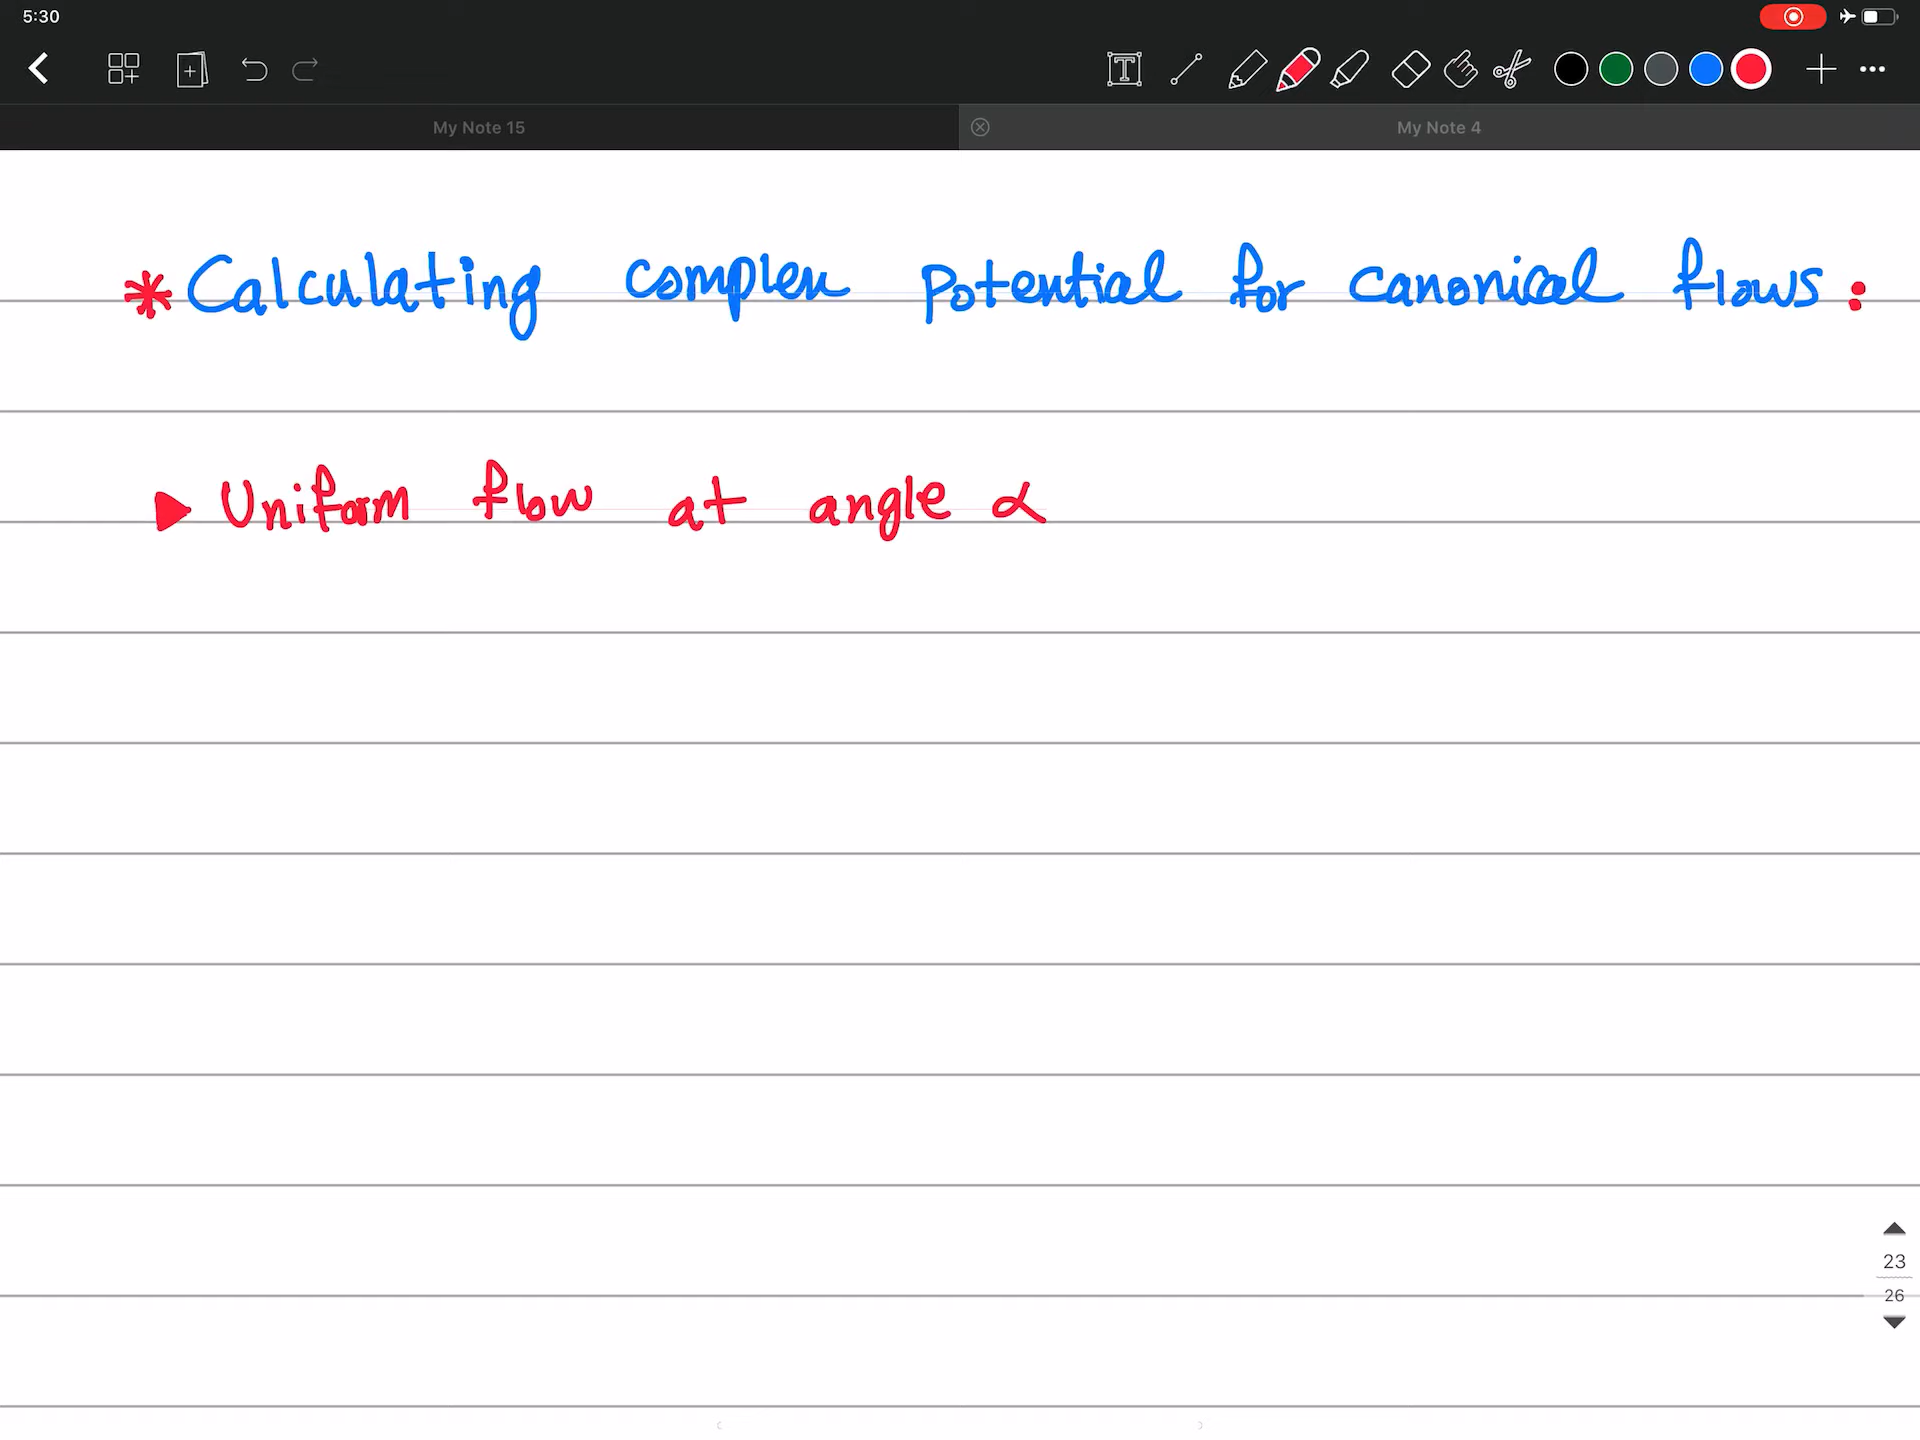 5:30
My Note 15
My Note 4
* Calculating complex potential for canonical flows :
▶ Uniform flow at angle α
23
26